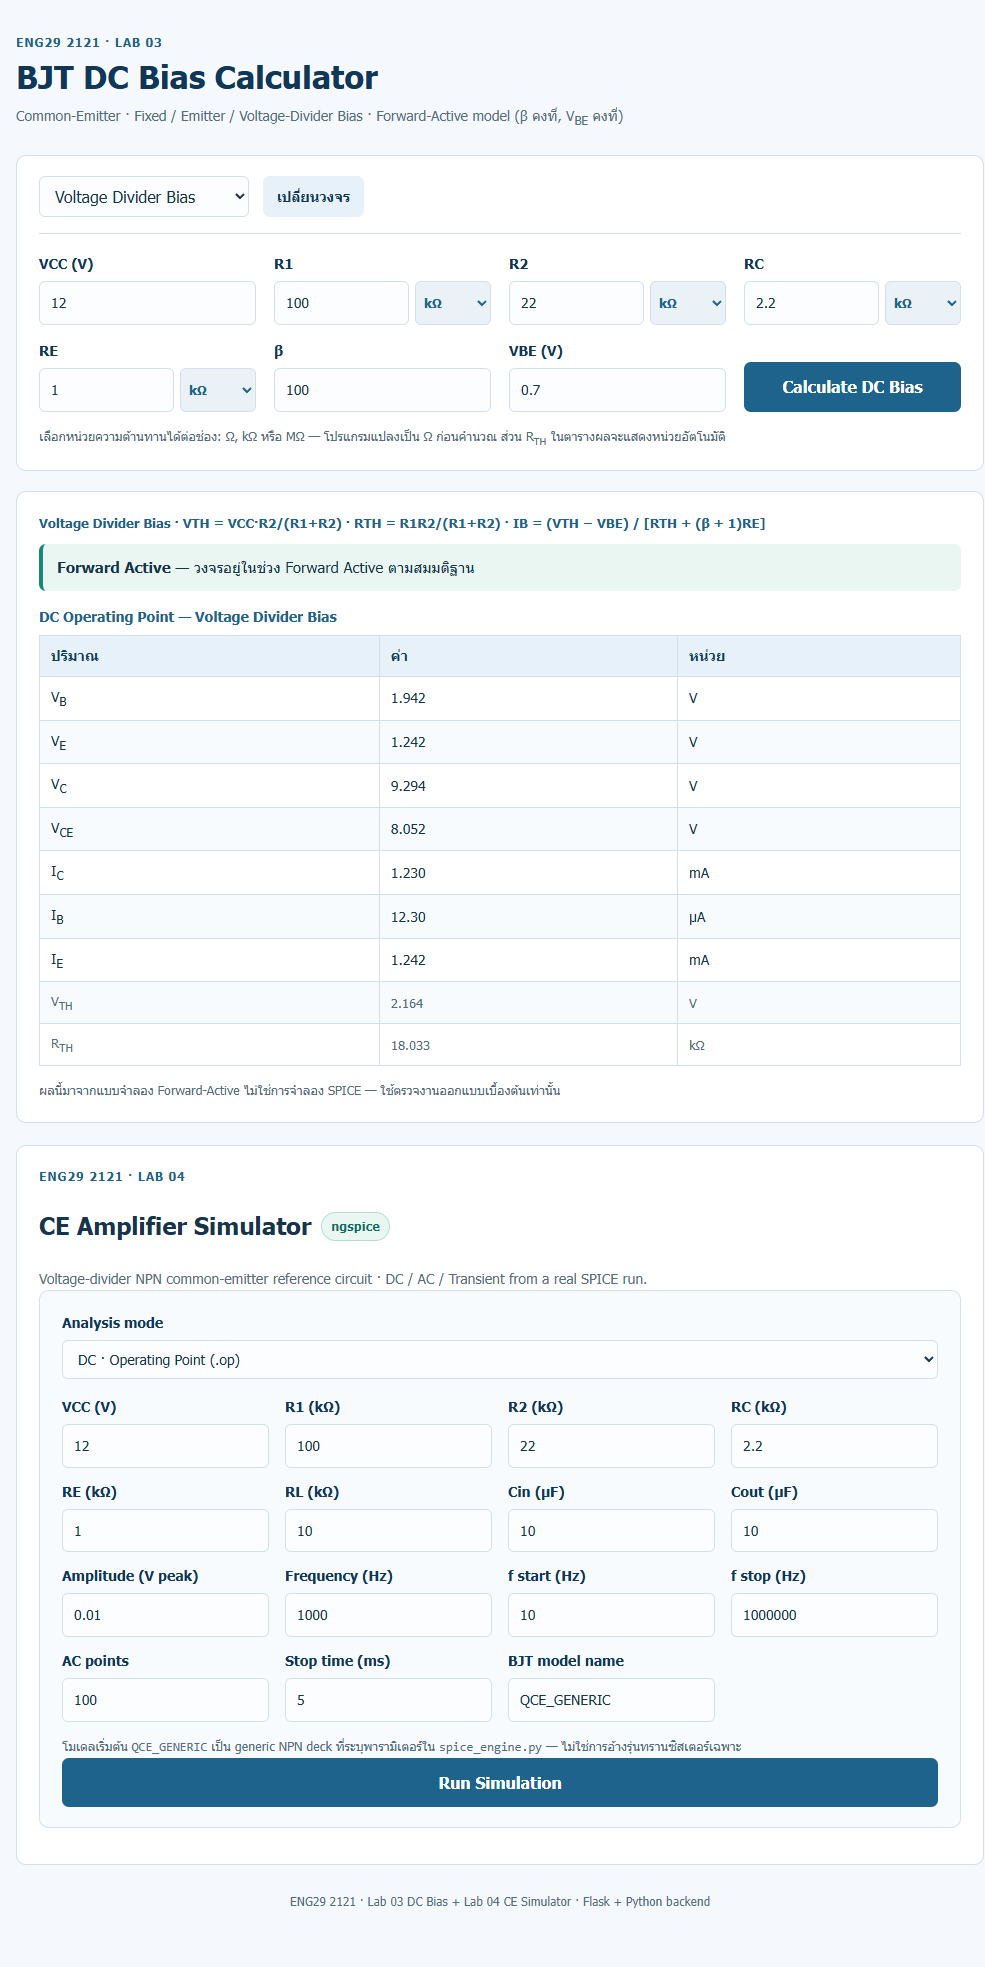 ENG29 2121 · LAB 03
BJT DC Bias Calculator
Common-Emitter · Fixed / Emitter / Voltage-Divider Bias · Forward-Active model (β คงที่, VBE คงที่)
Voltage Divider Bias เปลี่ยนวงจร
VCC (V) R1 R2 RC
12 100 kΩ 22 kΩ 2.2 kΩ
RE β VBE (V)
1 kΩ 100 0.7 Calculate DC Bias
เลือกหน่วยความต้านทานได้ต่อช่อง: Ω, kΩ หรือ MΩ — โปรแกรมแปลงเป็น Ω ก่อนคำนวณ ส่วน RTH ในตารางผลจะแสดงหน่วยอัตโนมัติ
Voltage Divider Bias · VTH = VCC·R2/(R1+R2) · RTH = R1R2/(R1+R2) · IB = (VTH − VBE) / [RTH + (β + 1)RE]
Forward Active — วงจรอยู่ในช่วง Forward Active ตามสมมติฐาน
DC Operating Point — Voltage Divider Bias
ปริมาณ ค่า หน่วย
VB 1.942 V
VE 1.242 V
VC 9.294 V
VCE 8.052 V
IC 1.230 mA
IB 12.30 µA
IE 1.242 mA
VTH 2.164 V
RTH 18.033 kΩ
ผลนี้มาจากแบบจำลอง Forward-Active ไม่ใช่การจำลอง SPICE — ใช้ตรวจงานออกแบบเบื้องต้นเท่านั้น
ENG29 2121 · LAB 04
CE Amplifier Simulator ngspice
Voltage-divider NPN common-emitter reference circuit · DC / AC / Transient from a real SPICE run.
Analysis mode
DC · Operating Point (.op)
VCC (V) R1 (kΩ) R2 (kΩ) RC (kΩ)
12 100 22 2.2
RE (kΩ) RL (kΩ) Cin (µF) Cout (µF)
1 10 10 10
Amplitude (V peak) Frequency (Hz) f start (Hz) f stop (Hz)
0.01 1000 10 1000000
AC points Stop time (ms) BJT model name
100 5 QCE_GENERIC
โมเดลเริ่มต้น QCE_GENERIC เป็น generic NPN deck ที่ระบุพารามิเตอร์ใน spice_engine.py — ไม่ใช่การอ้างรุ่นทรานซิสเตอร์เฉพาะ
Run Simulation
ENG29 2121 · Lab 03 DC Bias + Lab 04 CE Simulator · Flask + Python backend